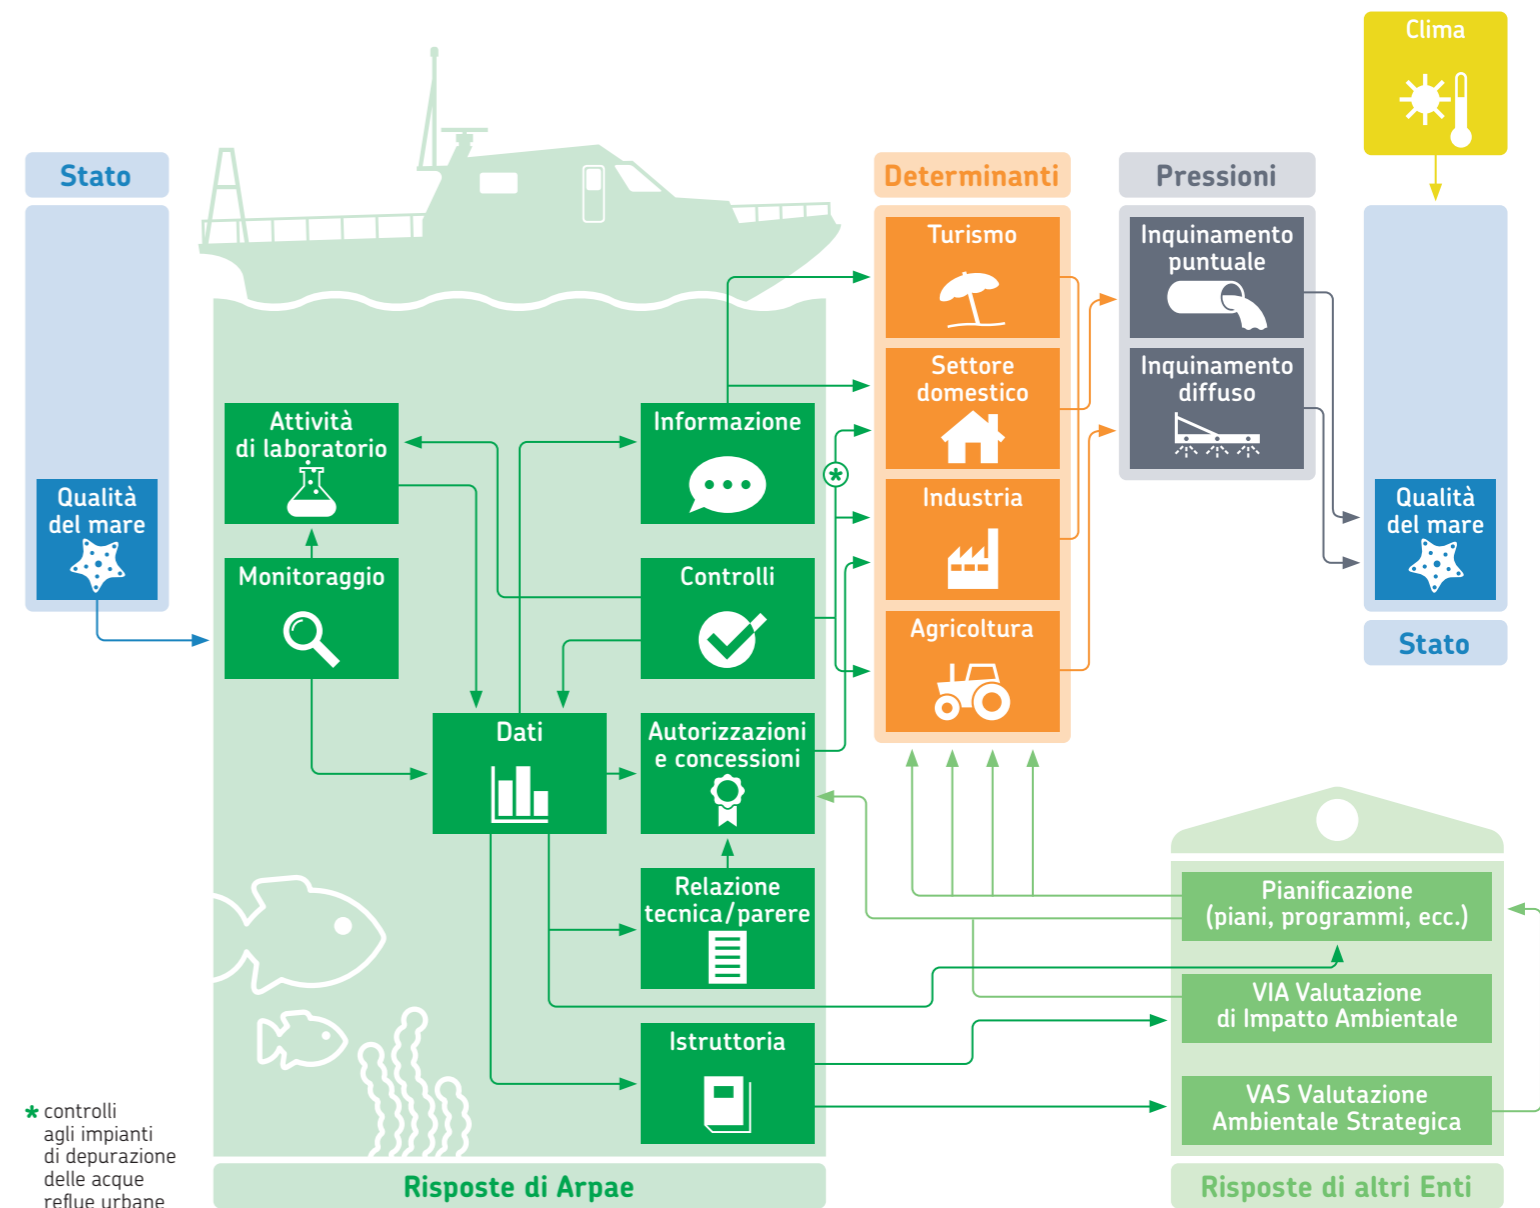 Clima
Stato
Determinanti
Pressioni
Turismo
Inquinamento
puntuale
Settore
domestico
Inquinamento
diffuso
Attività
di laboratorio
Informazione
*
Qualità
del mare
Industria
Qualità
del mare
Monitoraggio
Controlli
Agricoltura
Stato
Dati
Autorizzazioni
e concessioni
Relazione
tecnica/parere
Pianificazione
(piani, programmi, ecc.)
VIA Valutazione
di Impatto Ambientale
Istruttoria
VAS Valutazione
Ambientale Strategica
* controlli
agli impianti
di depurazione
delle acque
reflue urbane
Risposte di Arpae
Risposte di altri Enti